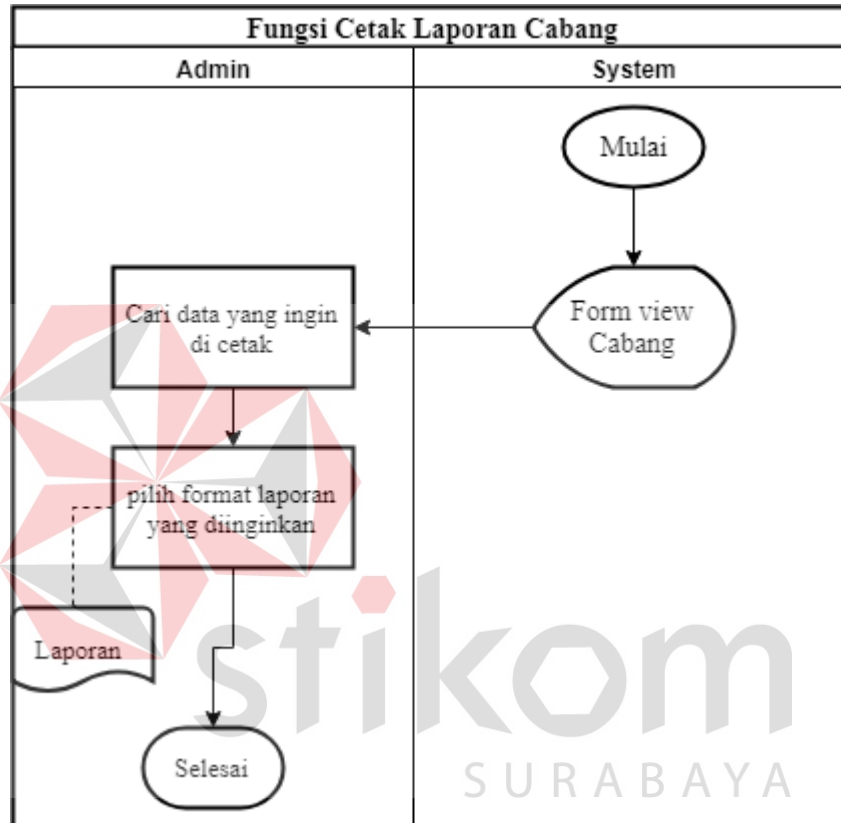 Fungsi Cetak Laporan Cabang
Admin
System
Mulai
Form view
Cabang
Cari data yang ingin
di cetak
pilih format laporan
yang diinginkan
Laporan
Selesai
stikom
SURABAYA